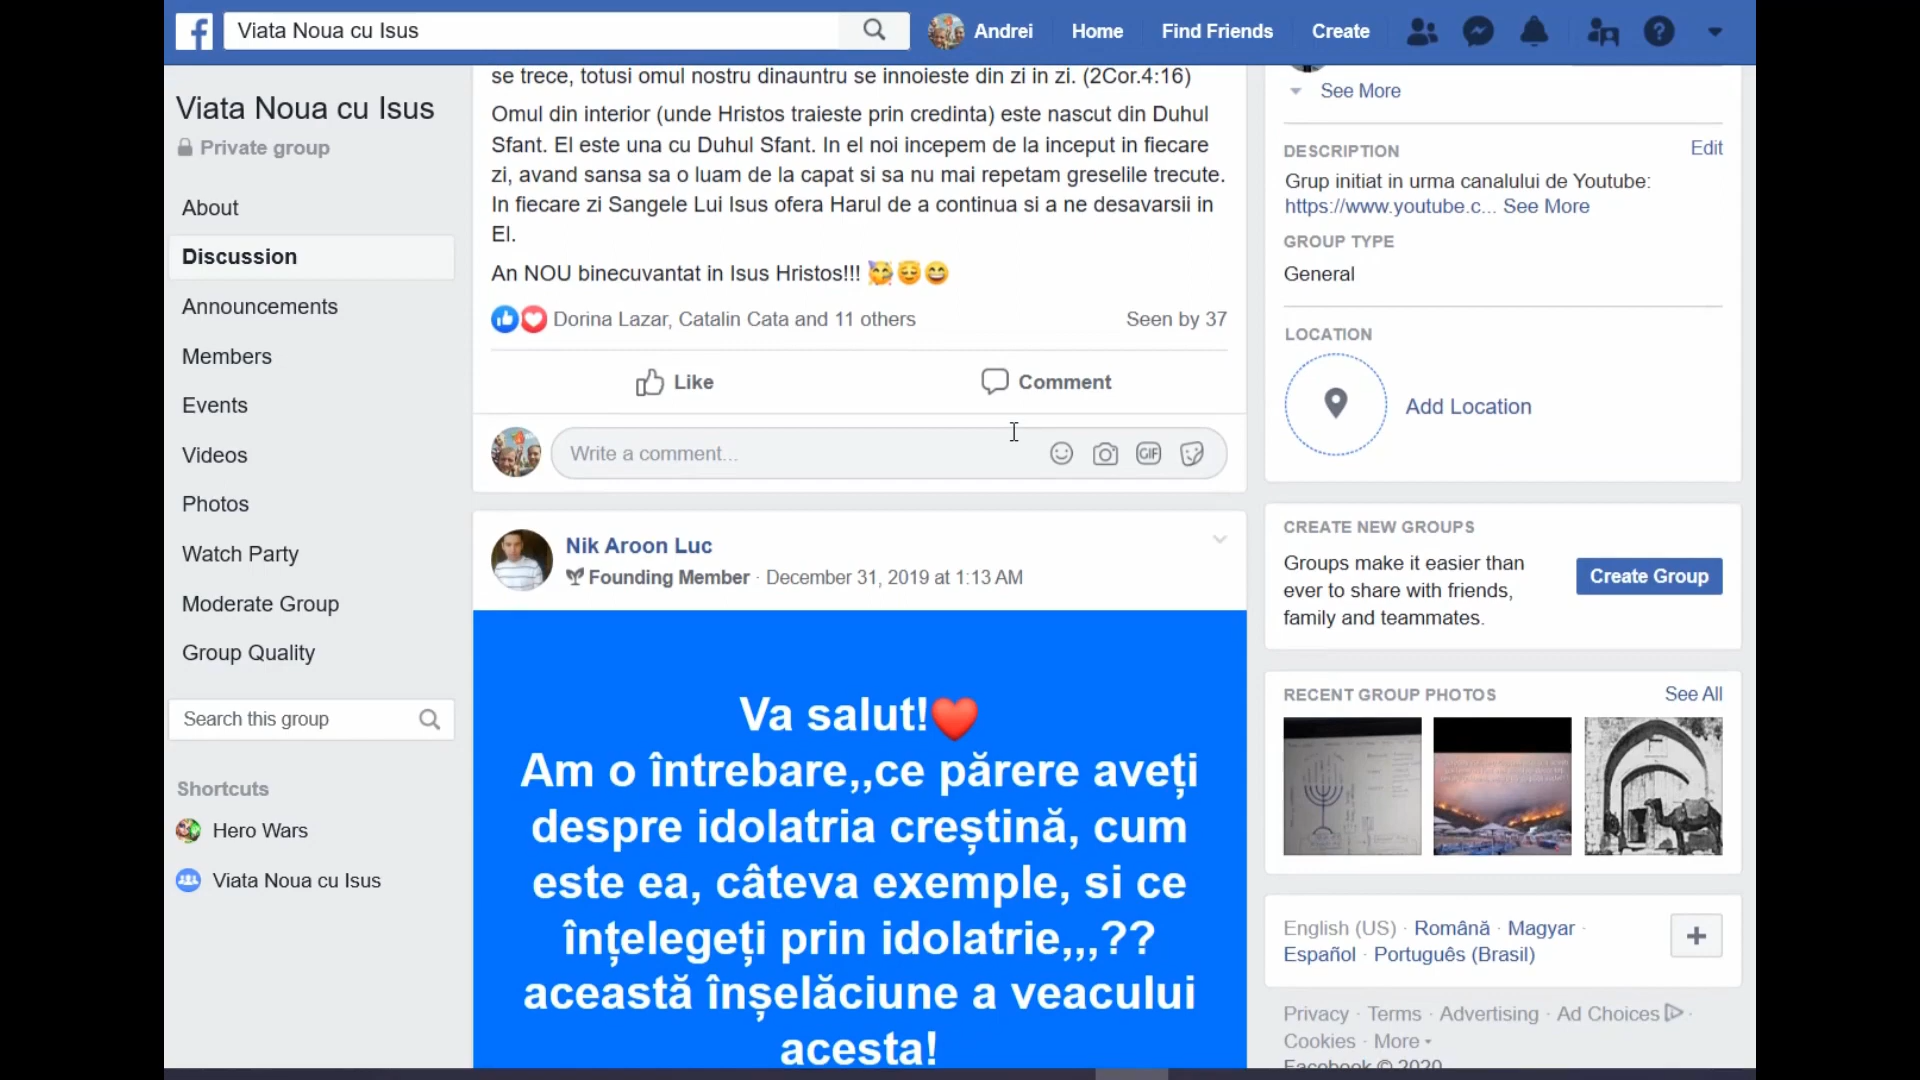 Viata Noua cu Isus
Andrei
Home
Find Friends
Create
Viata Noua cu Isus
Private group
About
Discussion
Announcements
Members
Events
Videos
Photos
Watch Party
Moderate Group
Group Quality
Search this group
Shortcuts
Hero Wars
Viata Noua cu Isus
se trece, totusi omul nostru dinauntru se innoieste din zi in zi. (2Cor.4:16)
Omul din interior (unde Hristos traieste prin credinta) este nascut din Duhul
Sfant. El este una cu Duhul Sfant. In el noi incepem de la inceput in fiecare
zi, avand sansa sa o luam de la capat si sa nu mai repetam greselile trecute.
In fiecare zi Sangele Lui Isus ofera Harul de a continua si a ne desavarsii in
El.
An NOU binecuvantat in Isus Hristos!!! 🥳😇😄
Dorina Lazar, Catalin Cata and 11 others
Seen by 37
Like
Comment
Write a comment...
GIF
Nik Aroon Luc
Founding Member · December 31, 2019 at 1:13 AM
Va salut!❤️
Am o întrebare,,ce părere aveți
despre idolatria creștină, cum
este ea, câteva exemple, si ce
înțelegeți prin idolatrie,,,??
această înșelăciune a veacului
acesta!
See More
DESCRIPTION
Edit
Grup initiat in urma canalului de Youtube:
https://www.youtube.c... See More
GROUP TYPE
General
LOCATION
Add Location
CREATE NEW GROUPS
Groups make it easier than
ever to share with friends,
family and teammates.
Create Group
RECENT GROUP PHOTOS
See All
English (US) · Română · Magyar ·
Español · Português (Brasil)
Privacy · Terms · Advertising · Ad Choices ·
Cookies · More
Facebook © 2020